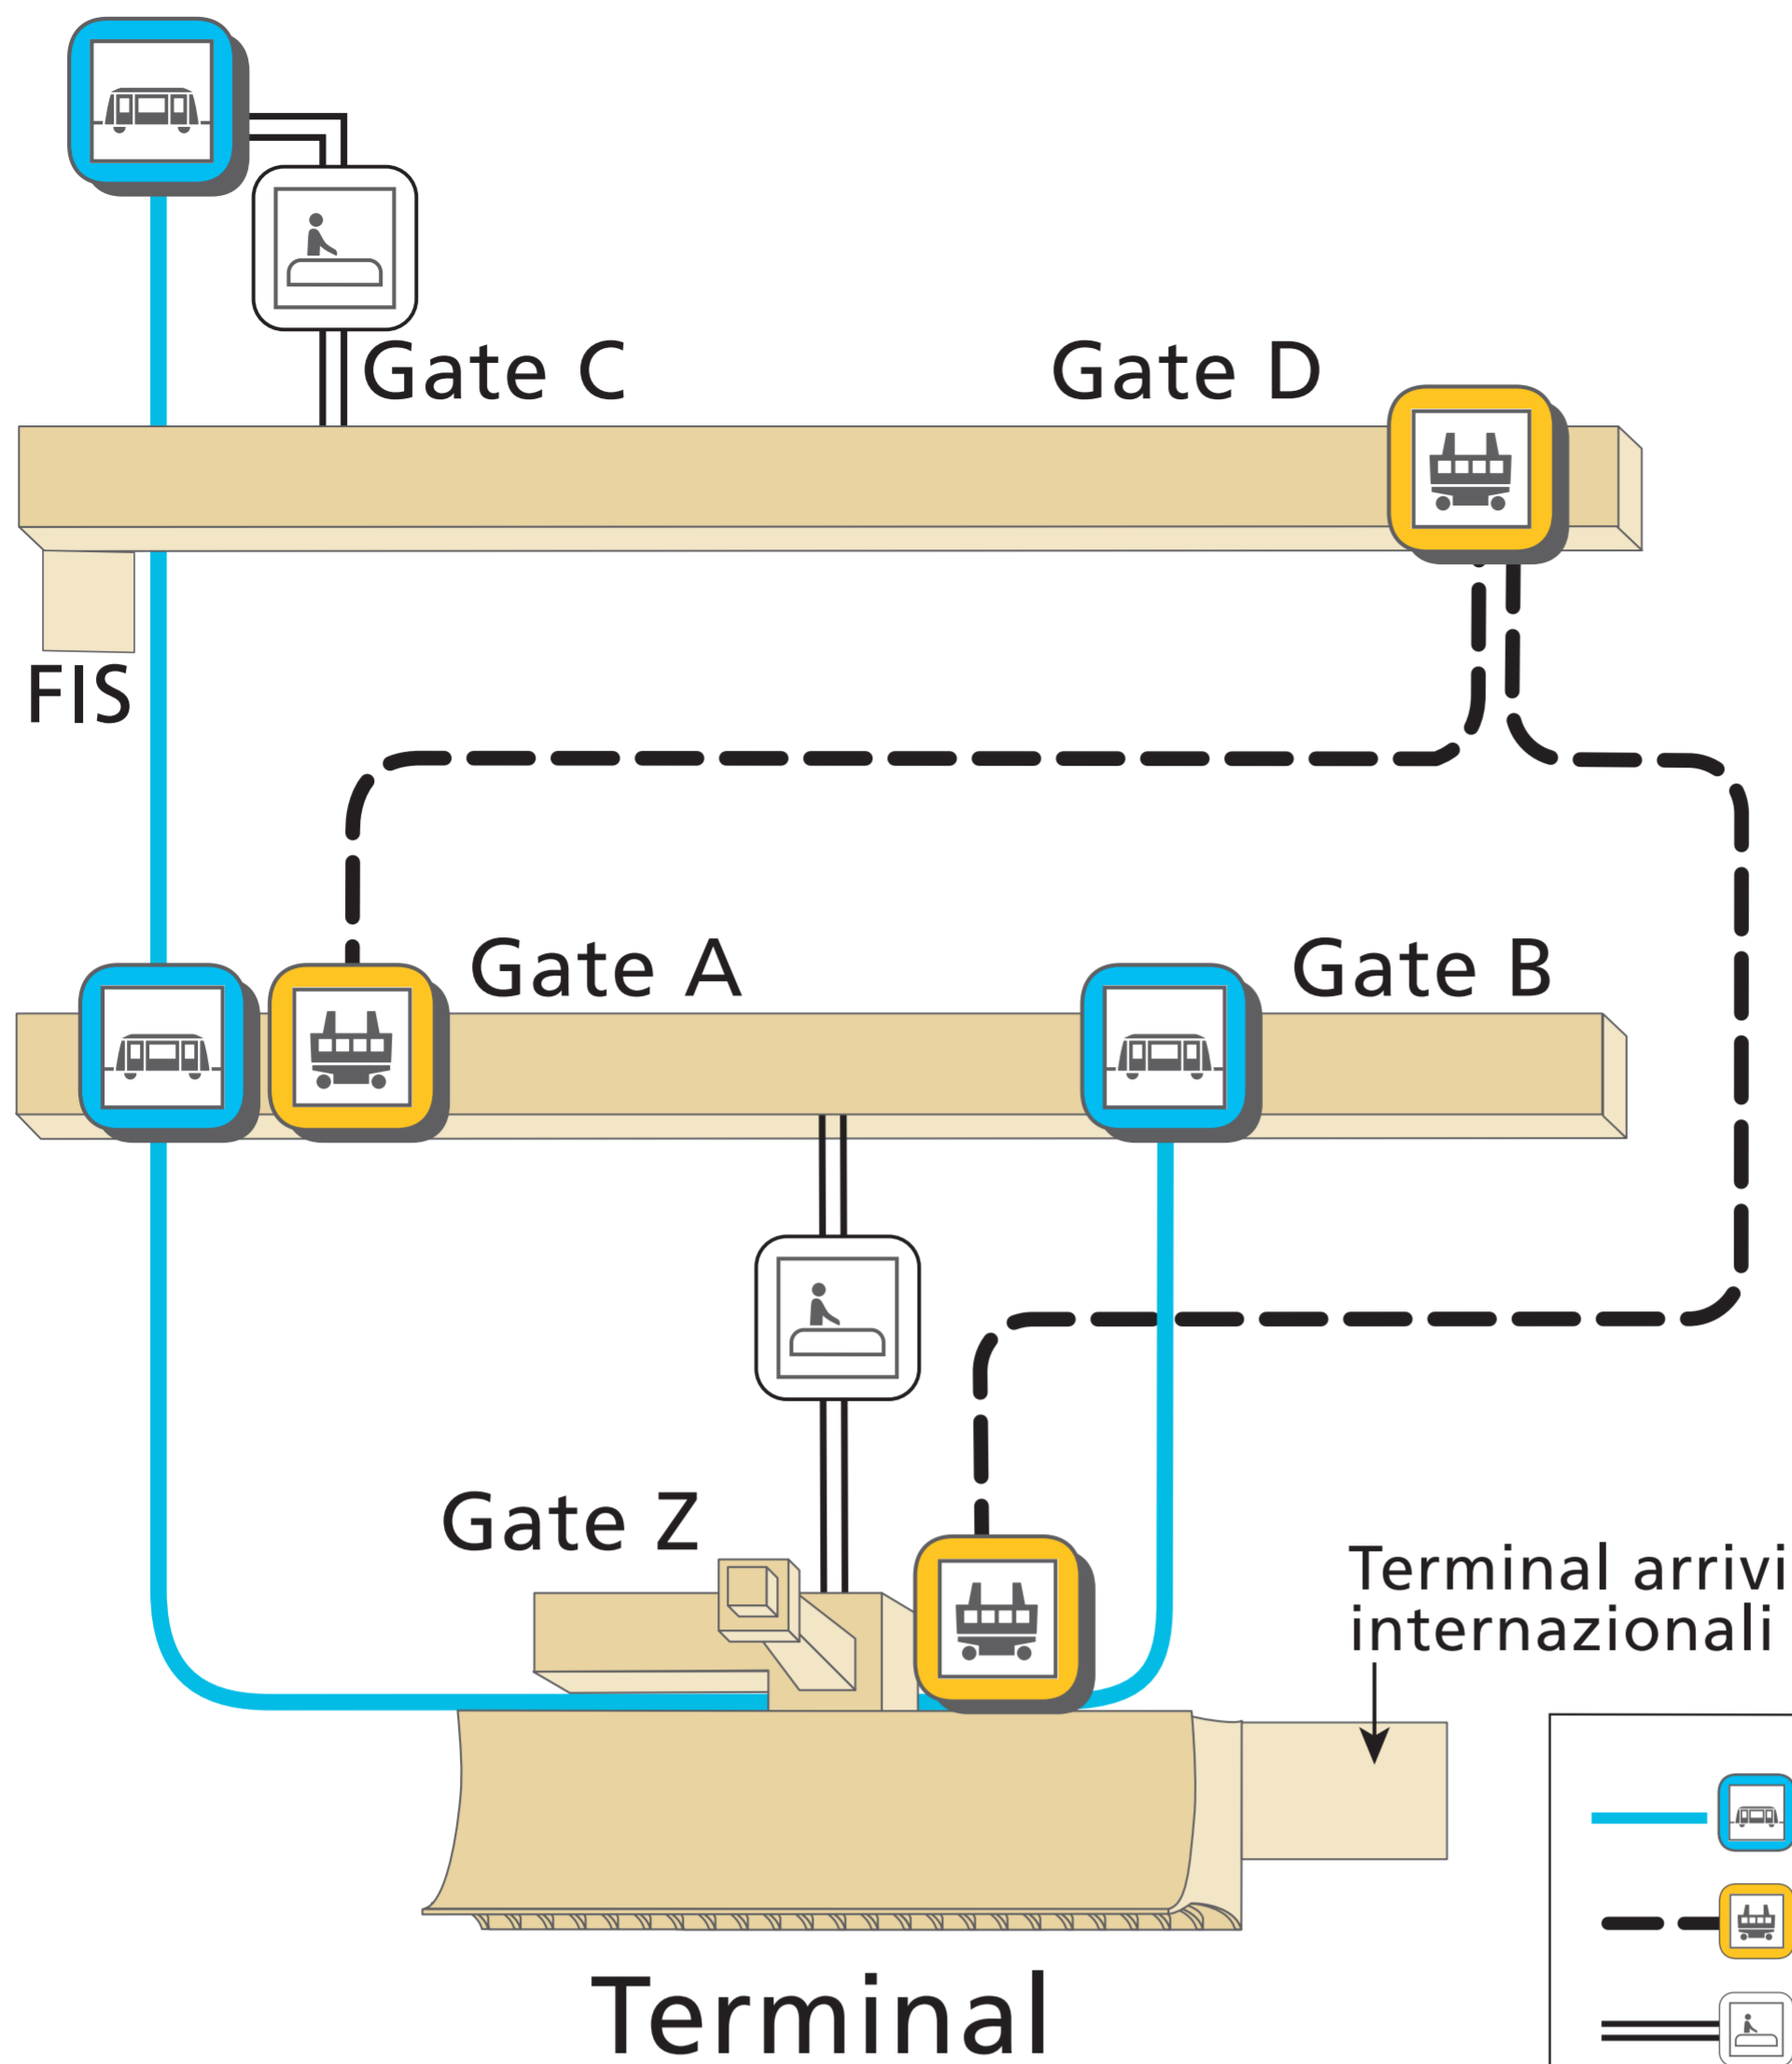 Gate C
Gate D
FIS
Gate A
Gate B
Gate Z
Terminal arrivi
internazionali
Terminal